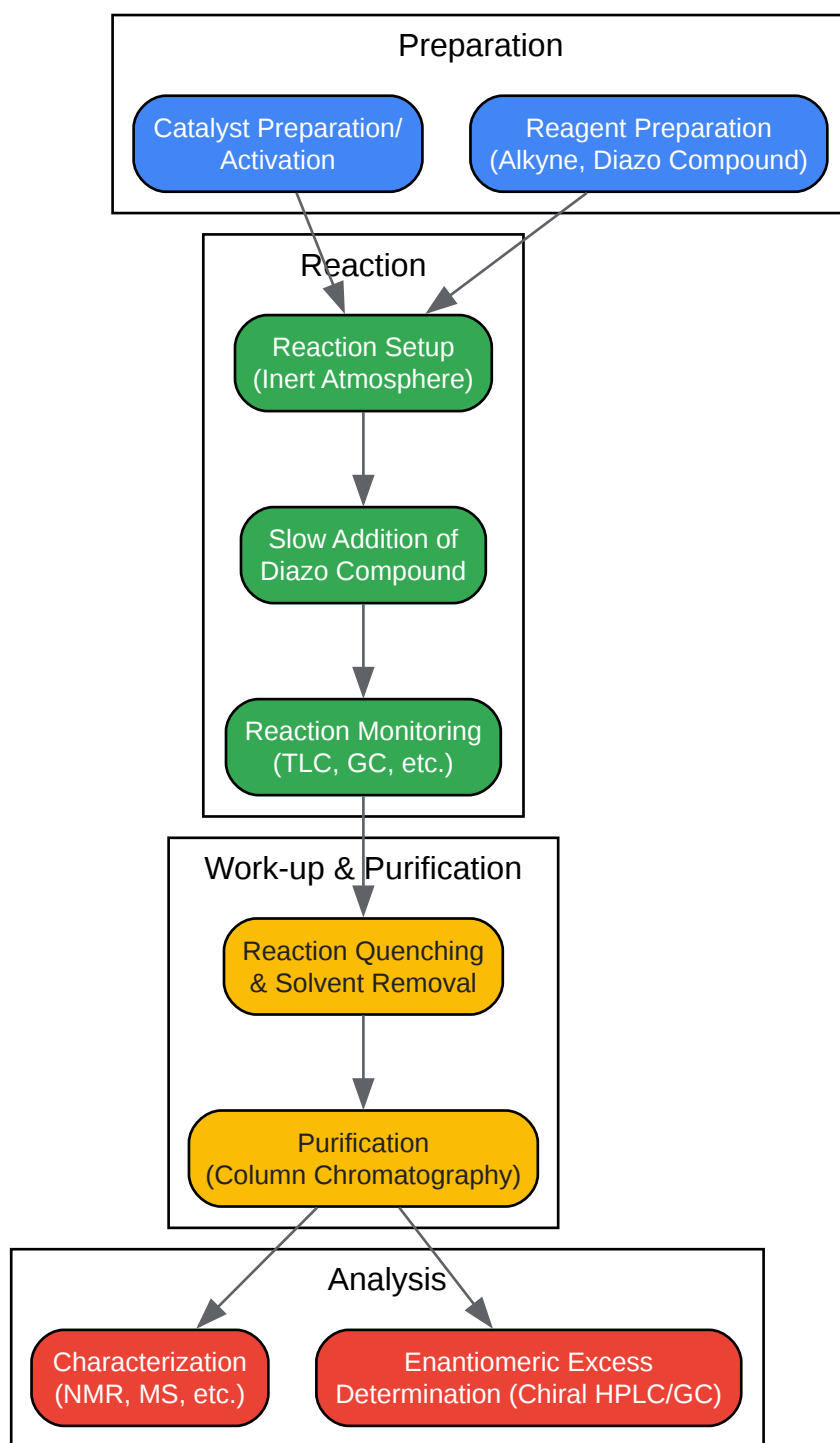 Preparation
Catalyst Preparation/
Activation
Reagent Preparation
(Alkyne, Diazo Compound)
Reaction
Reaction Setup
(Inert Atmosphere)
Slow Addition of
Diazo Compound
Reaction Monitoring
(TLC, GC, etc.)
Work-up & Purification
Reaction Quenching
& Solvent Removal
Purification
(Column Chromatography)
Analysis
Characterization
(NMR, MS, etc.)
Enantiomeric Excess
Determination (Chiral HPLC/GC)